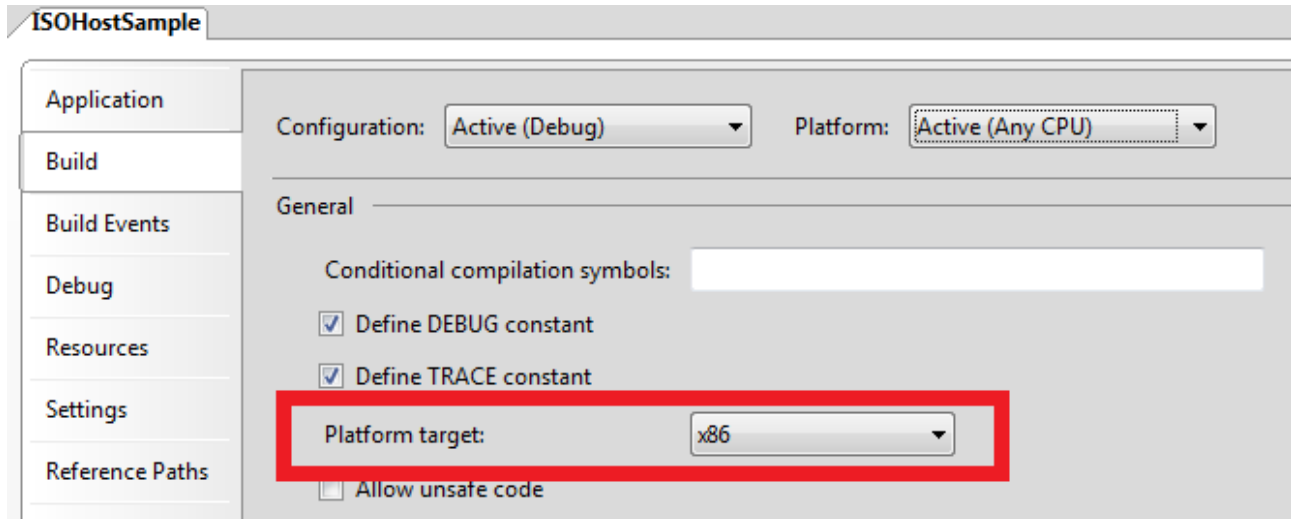 ISOHostSample
Application
Configuration: Active (Debug) Platform: Active (Any CPU)
Build
General
Build Events
Conditional compilation symbols:
Debug
Define DEBUG constant
Resources
Define TRACE constant
Settings
Platform target: x86
Reference Paths
Allow unsafe code